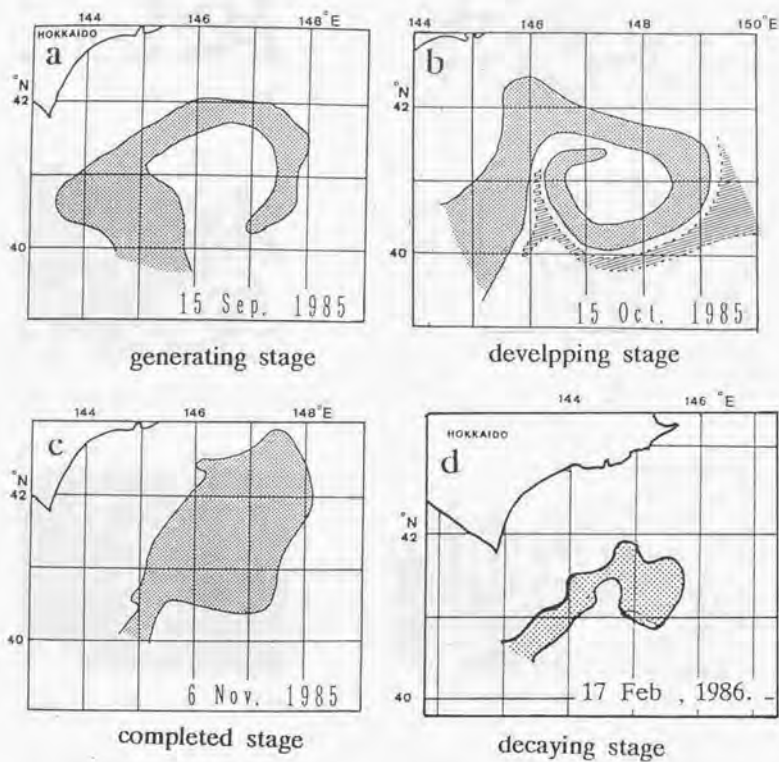 144 146 148 °E
HOKKAIDO
a
°N
42
40
15 Sep. 1985
generating stage
144 146 148 150°E
b
42
40
15 Oct. 1985
develpping stage
144 146 148 °E
c
42
°N
40
6 Nov. 1985
completed stage
144 146 °E
HOKKAIDO
d
°N
42
40
17 Feb , 1986.
decaying stage